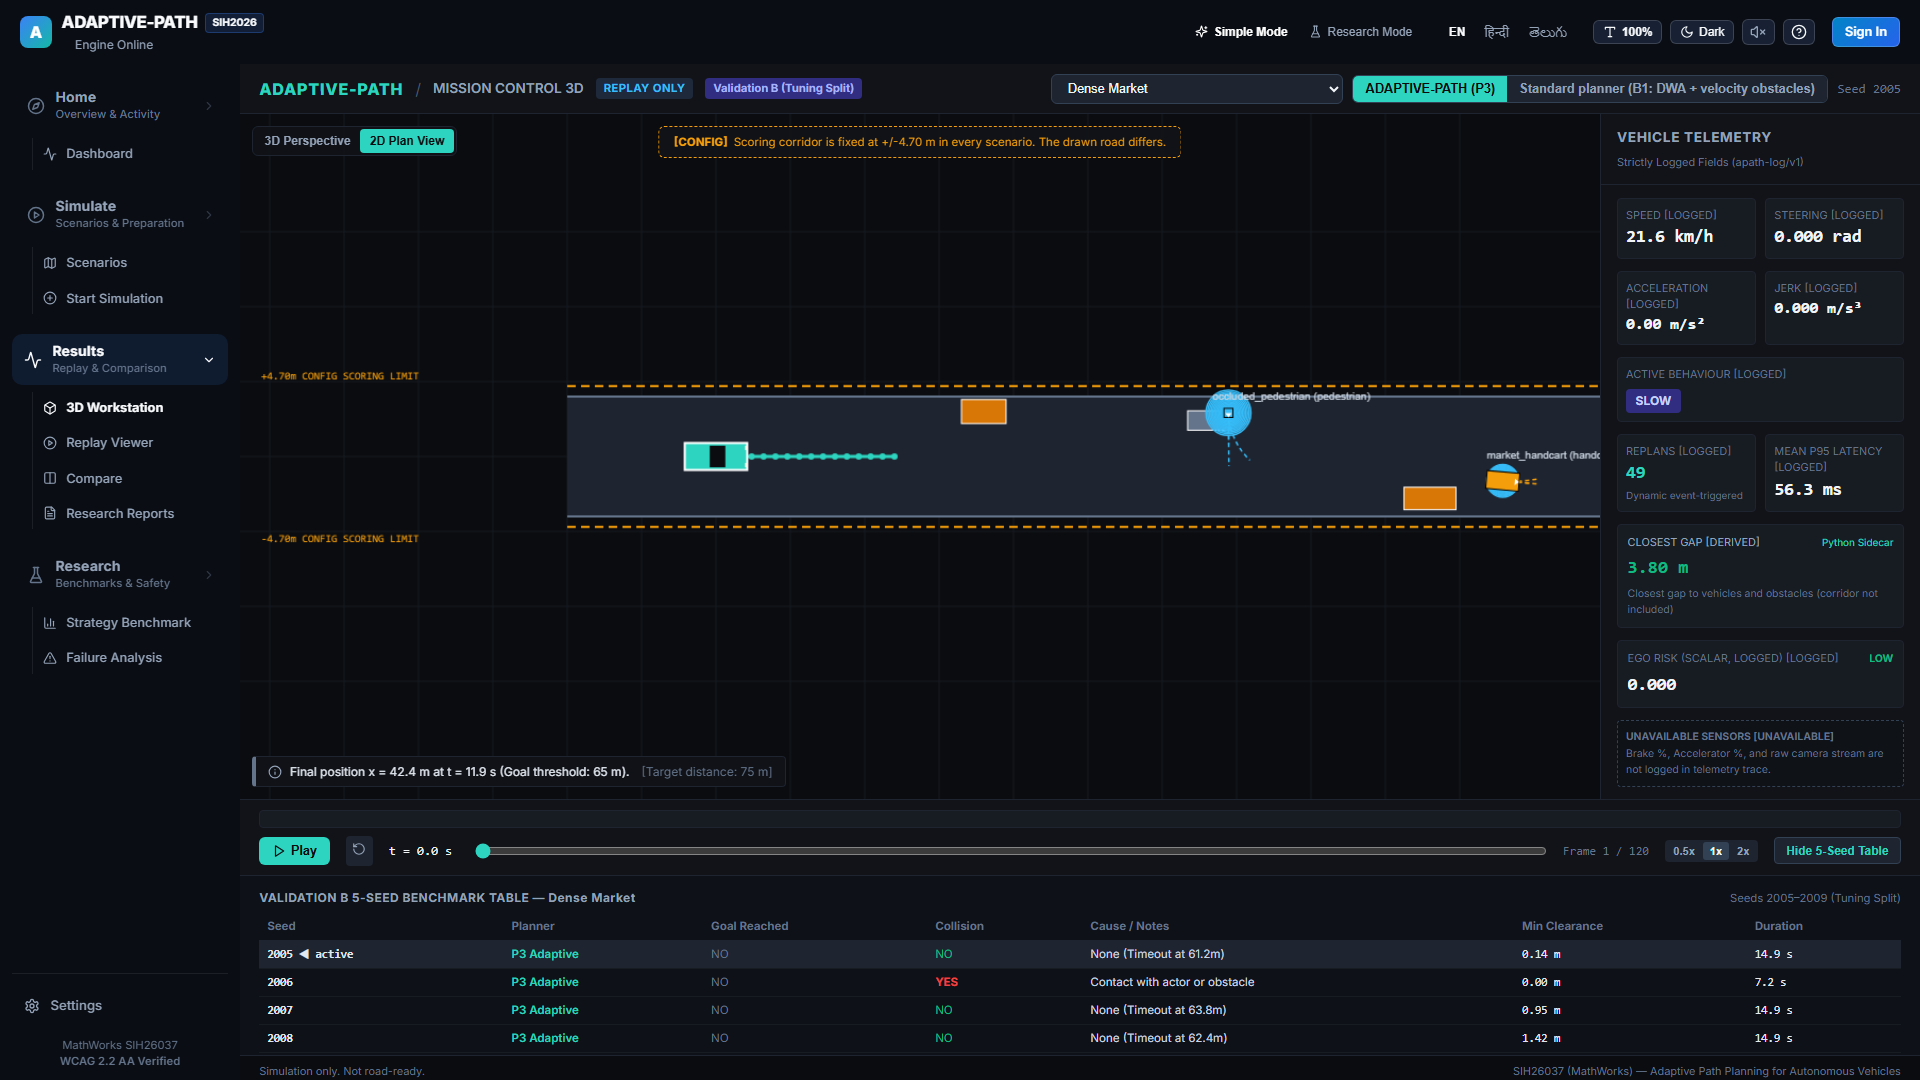 A
ADAPTIVE-PATH SIH2026
Engine Online
Simple Mode Research Mode EN हिन्दी తెలుగు 100% Dark Sign In
Home
Overview & Activity
Dashboard
Simulate
Scenarios & Preparation
Scenarios
Start Simulation
Results
Replay & Comparison
3D Workstation
Replay Viewer
Compare
Research Reports
Research
Benchmarks & Safety
Strategy Benchmark
Failure Analysis
Settings
MathWorks SIH26037
WCAG 2.2 AA Verified
ADAPTIVE-PATH / MISSION CONTROL 3D REPLAY ONLY Validation B (Tuning Split) Dense Market ADAPTIVE-PATH (P3) Standard planner (B1: DWA + velocity obstacles) Seed 2005
3D Perspective 2D Plan View
[CONFIG] Scoring corridor is fixed at +/-4.70 m in every scenario. The drawn road differs.
+4.70m CONFIG SCORING LIMIT
occluded_pedestrian (pedestrian)
market_handcart (handc
-4.70m CONFIG SCORING LIMIT
Final position x = 42.4 m at t = 11.9 s (Goal threshold: 65 m). [Target distance: 75 m]
VEHICLE TELEMETRY
Strictly Logged Fields (apath-log/v1)
SPEED [LOGGED]
21.6 km/h
STEERING [LOGGED]
0.000 rad
ACCELERATION
[LOGGED]
0.00 m/s²
JERK [LOGGED]
0.000 m/s³
ACTIVE BEHAVIOUR [LOGGED]
SLOW
REPLANS [LOGGED]
49
Dynamic event-triggered
MEAN P95 LATENCY
[LOGGED]
56.3 ms
CLOSEST GAP [DERIVED] Python Sidecar
3.80 m
Closest gap to vehicles and obstacles (corridor not
included)
EGO RISK (SCALAR, LOGGED) [LOGGED] LOW
0.000
UNAVAILABLE SENSORS [UNAVAILABLE]
Brake %, Accelerator %, and raw camera stream are
not logged in telemetry trace.
Play t = 0.0 s Frame 1 / 120 0.5x 1x 2x Hide 5-Seed Table
VALIDATION B 5-SEED BENCHMARK TABLE — Dense Market Seeds 2005–2009 (Tuning Split)
Seed Planner Goal Reached Collision Cause / Notes Min Clearance Duration
2005 ◀ active P3 Adaptive NO NO None (Timeout at 61.2m) 0.14 m 14.9 s
2006 P3 Adaptive NO YES Contact with actor or obstacle 0.00 m 7.2 s
2007 P3 Adaptive NO NO None (Timeout at 63.8m) 0.95 m 14.9 s
2008 P3 Adaptive NO NO None (Timeout at 62.4m) 1.42 m 14.9 s
Simulation only. Not road-ready. SIH26037 (MathWorks) — Adaptive Path Planning for Autonomous Vehicles